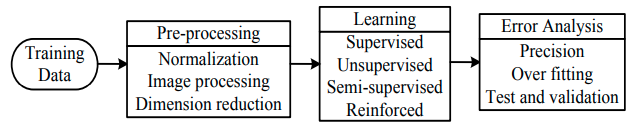 Training
Data
Pre-processing
Normalization
Image processing
Dimension reduction
Learning
Supervised
Unsupervised
Semi-supervised
Reinforced
Error Analysis
Precision
Over fitting
Test and validation